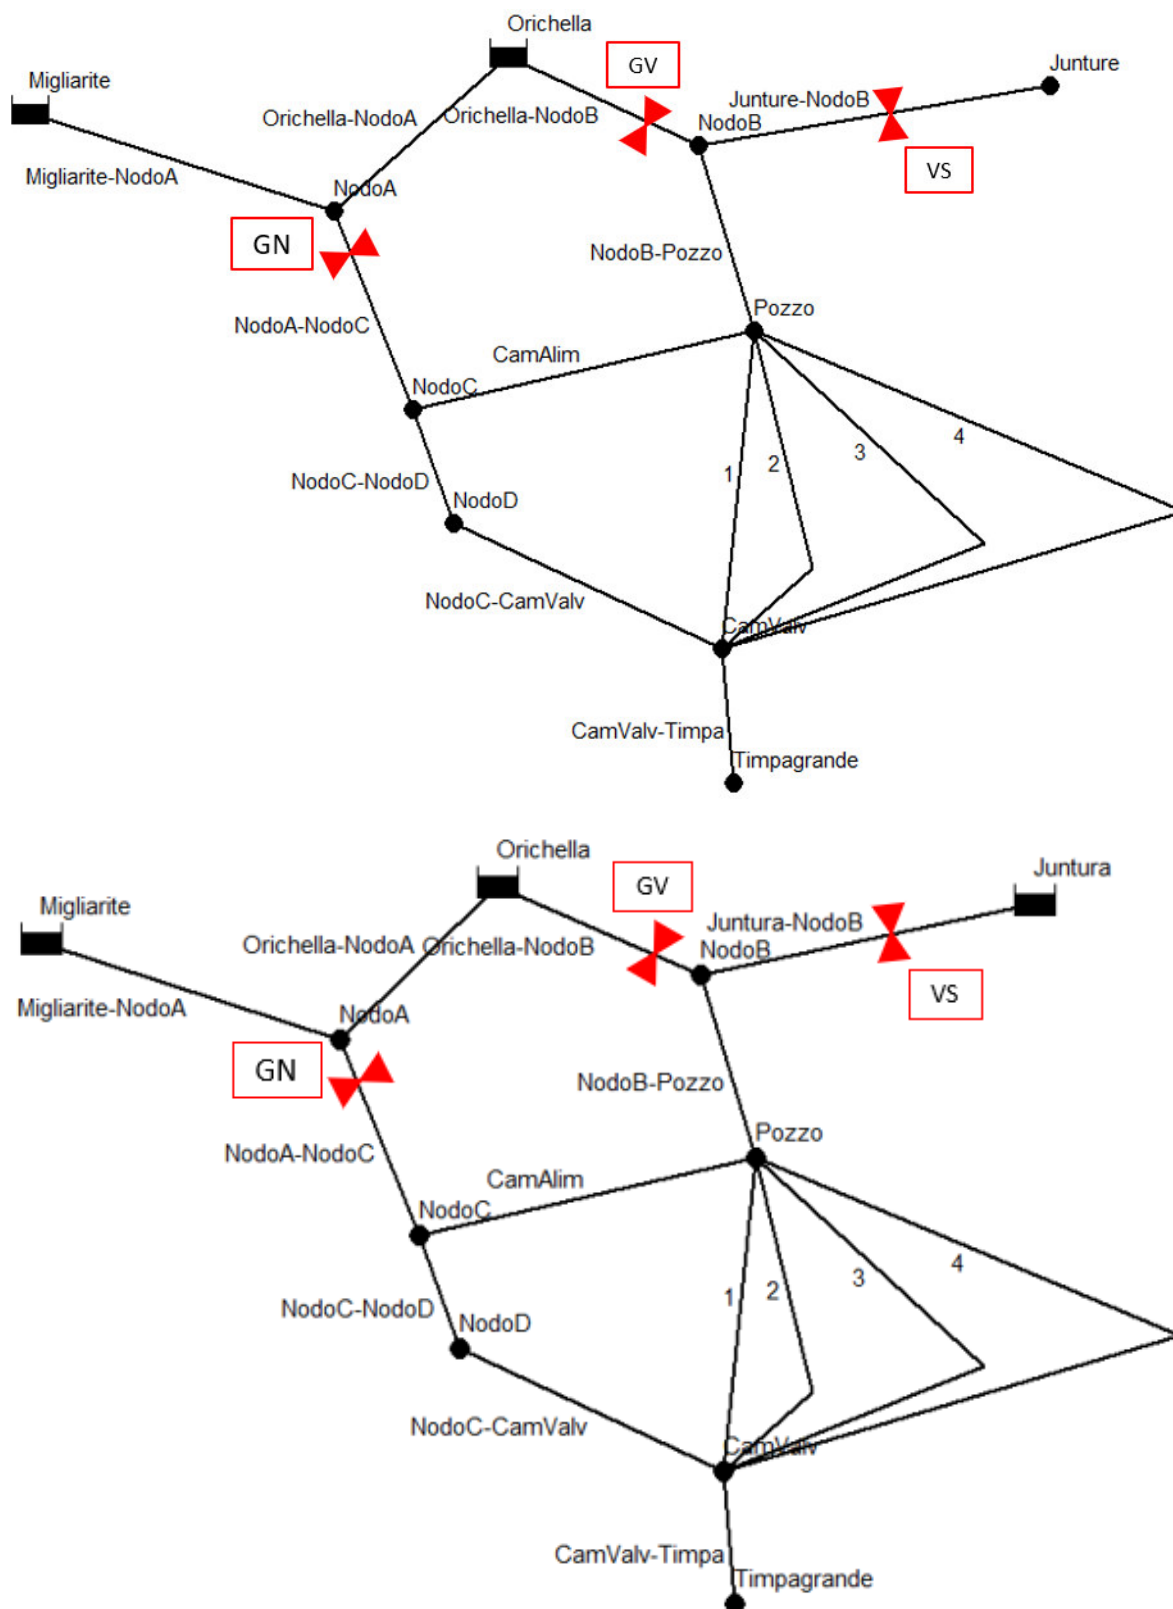 Orichella
GV
Migliarite
Junture
Junture-NodoB
Orichella-NodoA
Orichella-NodoB
NodoB
VS
Migliarite-NodoA
NodoA
GN
NodoB-Pozzo
Pozzo
NodoA-NodoC
CamAlim
NodoC
4
3
2
1
NodoC-NodoD
NodoD
NodoC-CamValv
CamValv
CamValv-Timpa
Timpagrande
Orichella
GV
Juntura
Migliarite
Juntura-NodoB
Orichella-NodoA
Orichella-NodoB
NodoB
VS
Migliarite-NodoA
NodoA
GN
NodoB-Pozzo
Pozzo
NodoA-NodoC
CamAlim
NodoC
4
3
2
1
NodoC-NodoD
NodoD
NodoC-CamValv
CamValv
CamValv-Timpa
Timpagrande